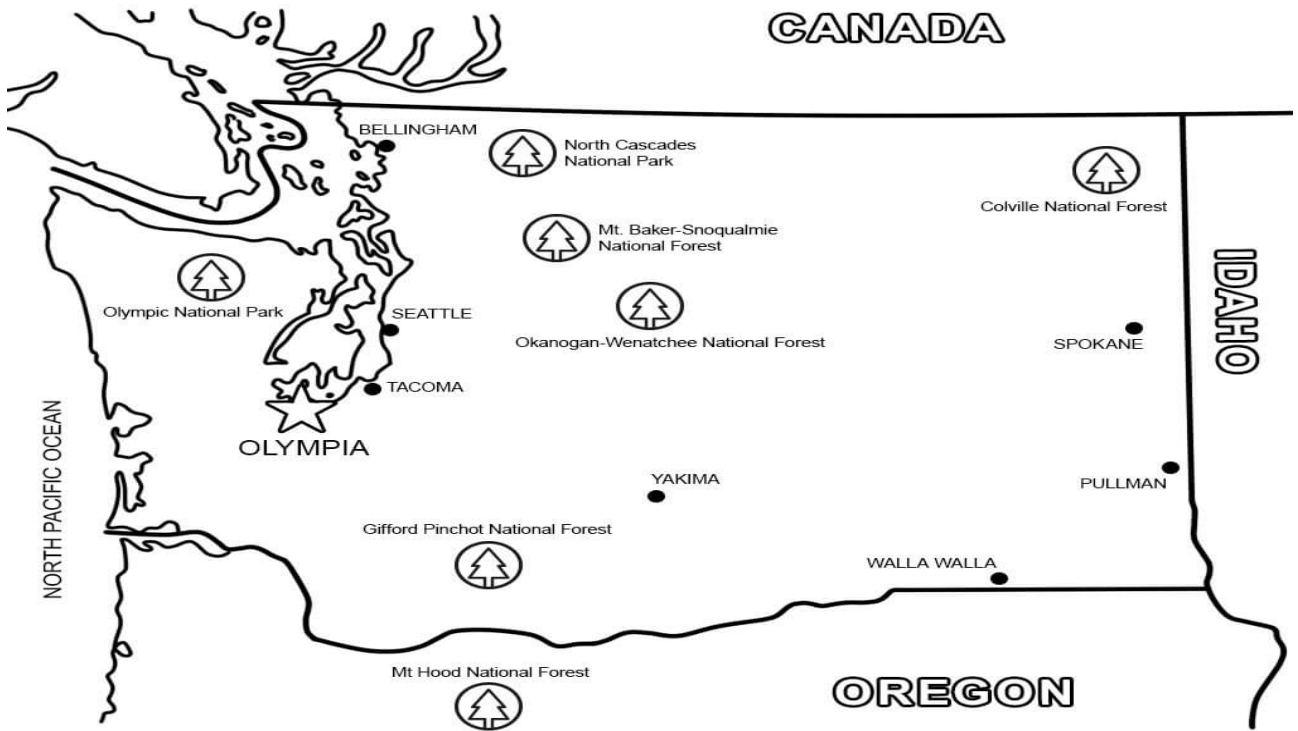 CANADA
BELLINGHAM
North Cascades
National Park
Colville National Forest
Mt. Baker-Snoqualmie
National Forest
IDAHO
Olympic National Park
SEATTLE
Okanogan-Wenatchee National Forest
SPOKANE
TACOMA
OLYMPIA
NORTH PACIFIC OCEAN
YAKIMA
PULLMAN
Gifford Pinchot National Forest
WALLA WALLA
Mt Hood National Forest
OREGON